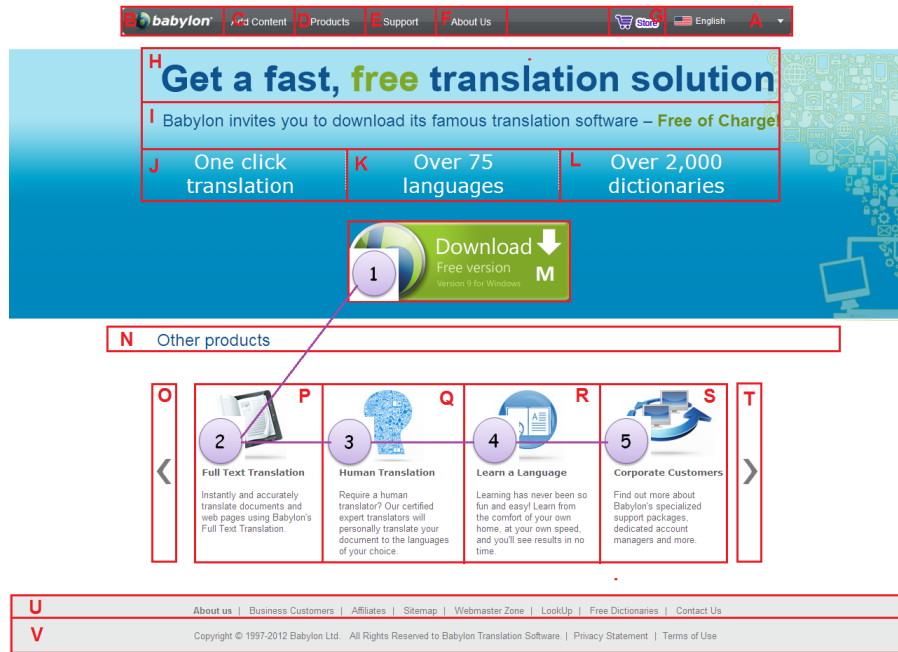 B babylon C Add Content D Products E Support F About Us Store G English A
H Get a fast, free translation solution
I Babylon invites you to download its famous translation software – Free of Charge!
J One click translation K Over 75 languages L Over 2,000 dictionaries
Download
Free version
Version 9 for Windows
M
1
N Other products
O P Q R S T
2 3 4 5
Full Text Translation
Instantly and accurately
translate documents and
web pages using Babylon's
Full Text Translation.
Human Translation
Require a human
translator? Our certified
expert translators will
personally translate your
document to the languages
of your choice.
Learn a Language
Learning has never been so
fun and easy! Learn from
the comfort of your own
home, at your own speed,
and you'll see results in no
time.
Corporate Customers
Find out more about
Babylon's specialized
support packages,
dedicated account
managers and more.
U About us | Business Customers | Affiliates | Sitemap | Webmaster Zone | LookUp | Free Dictionaries | Contact Us
V Copyright © 1997-2012 Babylon Ltd. All Rights Reserved to Babylon Translation Software. | Privacy Statement | Terms of Use